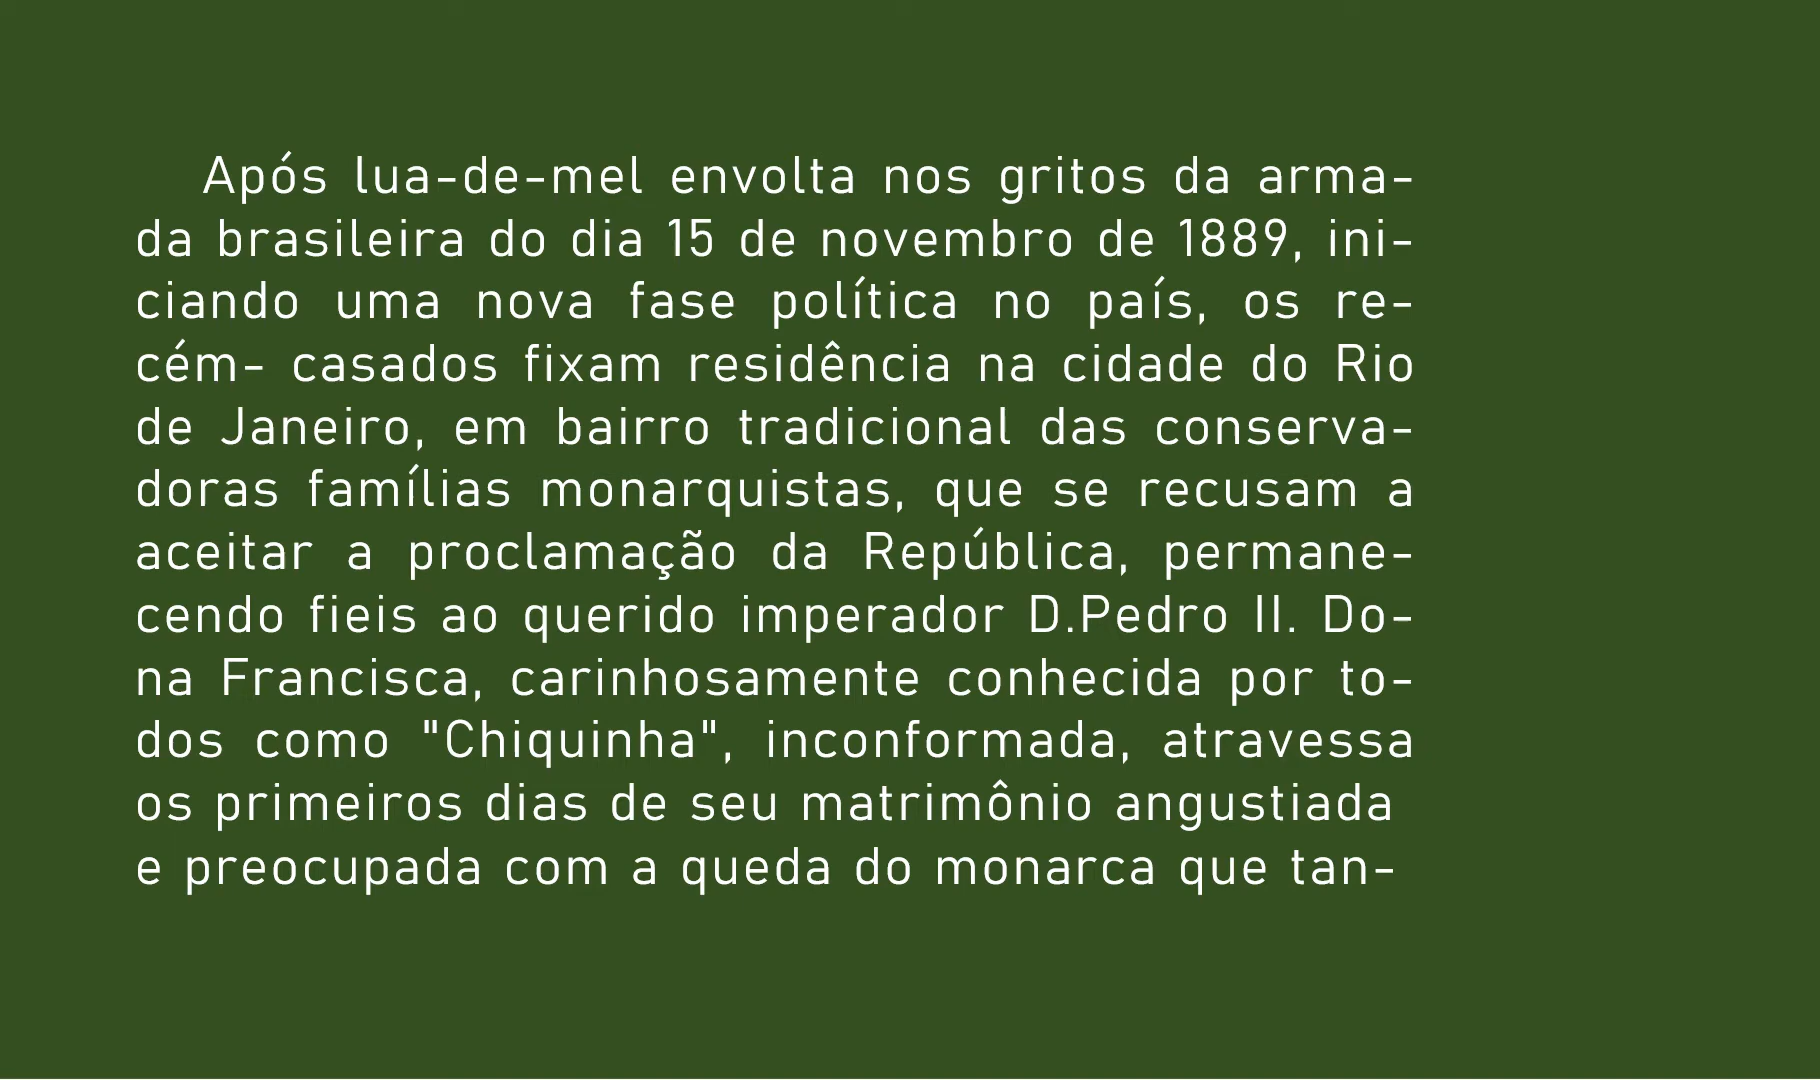 Após lua-de-mel envolta nos gritos da arma-
da brasileira do dia 15 de novembro de 1889, ini-
ciando uma nova fase política no país, os re-
cém- casados fixam residência na cidade do Rio
de Janeiro, em bairro tradicional das conserva-
doras famílias monarquistas, que se recusam a
aceitar a proclamação da República, permane-
cendo fieis ao querido imperador D.Pedro II. Do-
na Francisca, carinhosamente conhecida por to-
dos como "Chiquinha", inconformada, atravessa
os primeiros dias de seu matrimônio angustiada
e preocupada com a queda do monarca que tan-